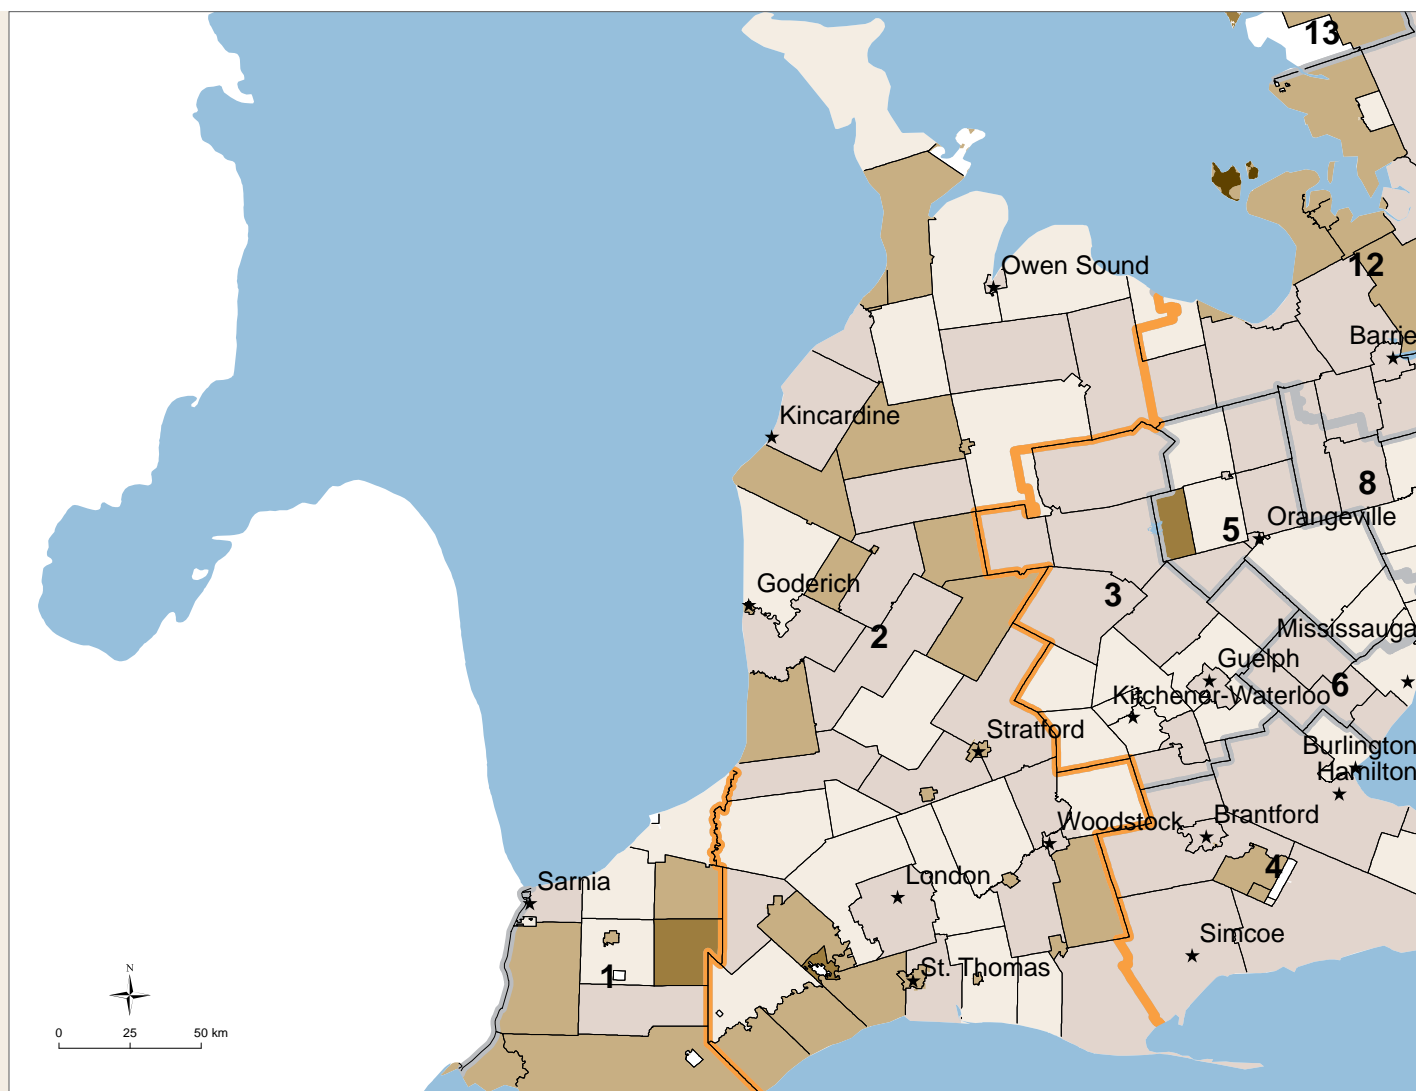 13
Owen Sound
12
Barrie
Kincardine
8
Orangeville
5
Goderich
3
2
Mississauga
Guelph
6
Kitchener-Waterloo
Stratford
Burlington
Hamilton
Woodstock
Brantford
4
London
Sarnia
Simcoe
St. Thomas
1
N
0 25 50 km